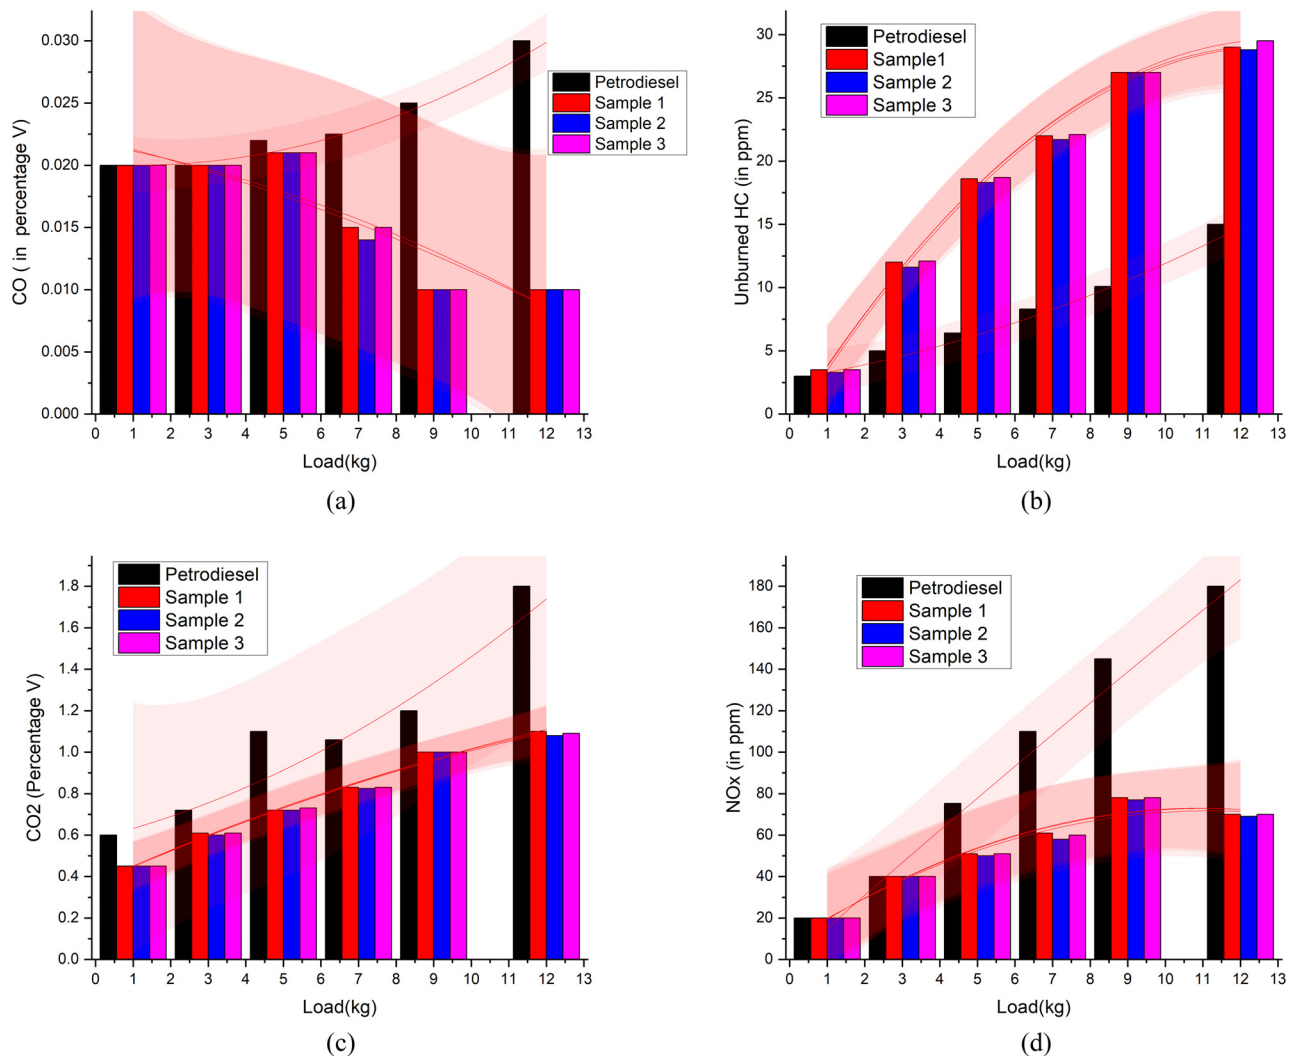 0.030
0.025
0.020
0.015
0.010
0.005
0.000
CO ( in percentage V)
Petrodiesel
Sample 1
Sample 2
Sample 3
0 1 2 3 4 5 6 7 8 9 10 11 12 13
Load(kg)
(a)
30
25
20
15
10
5
0
Unburned HC (in ppm)
Petrodiesel
Sample1
Sample 2
Sample 3
0 1 2 3 4 5 6 7 8 9 10 11 12 13
Load(kg)
(b)
1.8
1.6
1.4
1.2
1.0
0.8
0.6
0.4
0.2
0.0
CO2 (Percentage V)
Petrodiesel
Sample 1
Sample 2
Sample 3
0 1 2 3 4 5 6 7 8 9 10 11 12 13
Load(kg)
(c)
180
160
140
120
100
80
60
40
20
0
NOx (in ppm)
Petrodiesel
Sample 1
Sample 2
Sample 3
0 1 2 3 4 5 6 7 8 9 10 11 12 13
Load(kg)
(d)